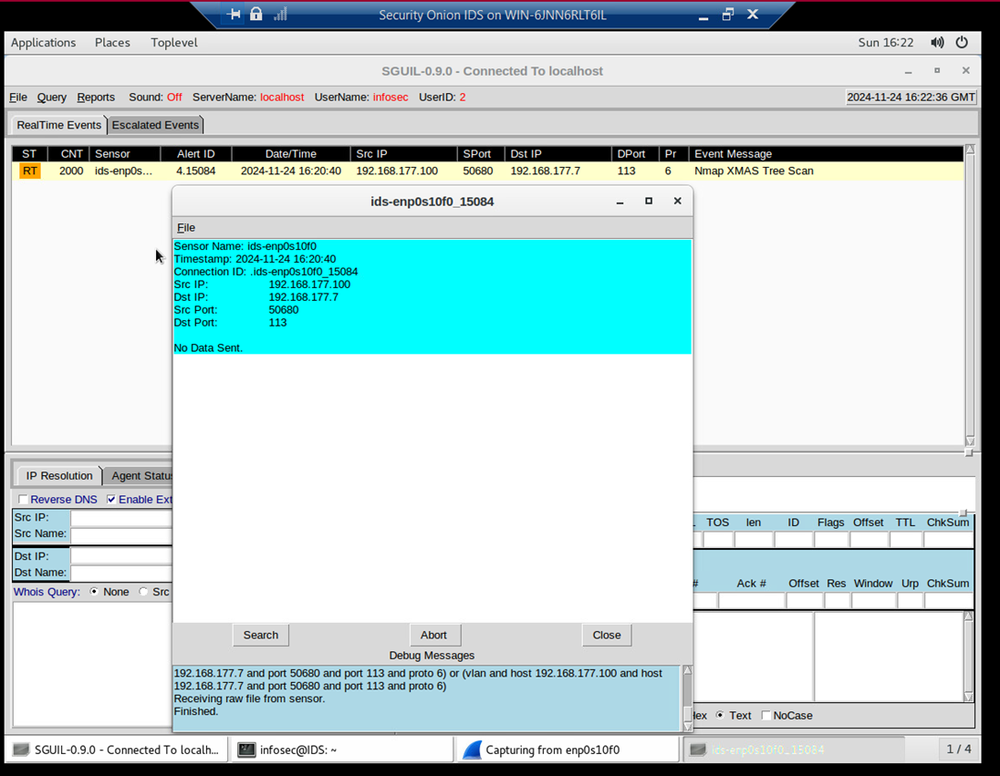 Security Onion IDS on WIN-6JNN6RLT6IL
Applications Places Toplevel Sun 16:22
SGUIL-0.9.0 - Connected To localhost
File Query Reports Sound: Off ServerName: localhost UserName: infosec UserID: 2 2024-11-24 16:22:36 GMT
RealTime Events Escalated Events
ST CNT Sensor Alert ID Date/Time Src IP SPort Dst IP DPort Pr Event Message
RT 2000 ids-enp0s... 4.15084 2024-11-24 16:20:40 192.168.177.100 50680 192.168.177.7 113 6 Nmap XMAS Tree Scan
ids-enp0s10f0_15084
File
Sensor Name: ids-enp0s10f0
Timestamp: 2024-11-24 16:20:40
Connection ID: .ids-enp0s10f0_15084
Src IP: 192.168.177.100
Dst IP: 192.168.177.7
Src Port: 50680
Dst Port: 113
No Data Sent.
Search Abort Close
Debug Messages
192.168.177.7 and port 50680 and port 113 and proto 6) or (vlan and host 192.168.177.100 and host
192.168.177.7 and port 50680 and port 113 and proto 6)
Receiving raw file from sensor.
Finished.
IP Resolution Agent Status
Reverse DNS Enable Ext
Src IP:
Src Name:
Dst IP:
Dst Name:
Whois Query: None Src
TOS len ID Flags Offset TTL ChkSum
# Ack # Offset Res Window Urp ChkSum
Hex Text NoCase
SGUIL-0.9.0 - Connected To localh... infosec@IDS: ~ Capturing from enp0s10f0 ids-enp0s10f0_15084 1 / 4